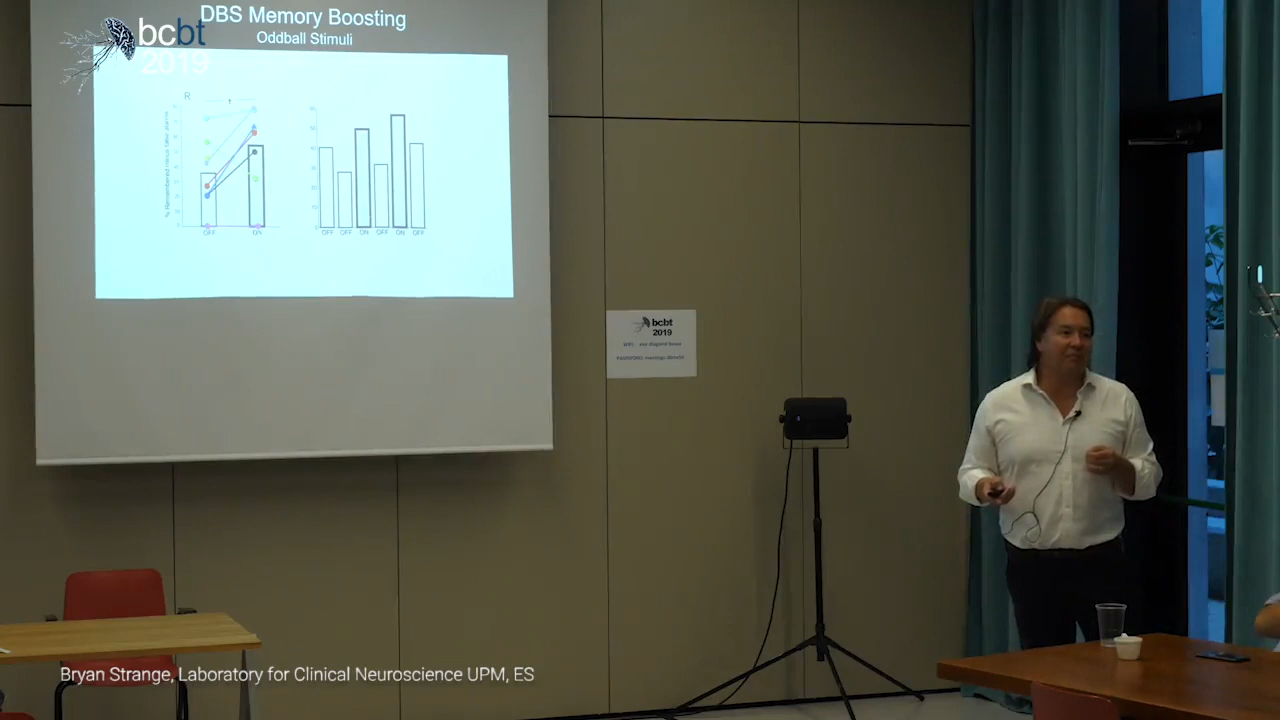 DBS Memory Boosting
Oddball Stimuli
bcbt
2019
R
OFF
ON
OFF
OFF
ON
OFF
ON
OFF
bcbt
2019
Bryan Strange, Laboratory for Clinical Neuroscience UPM, ES